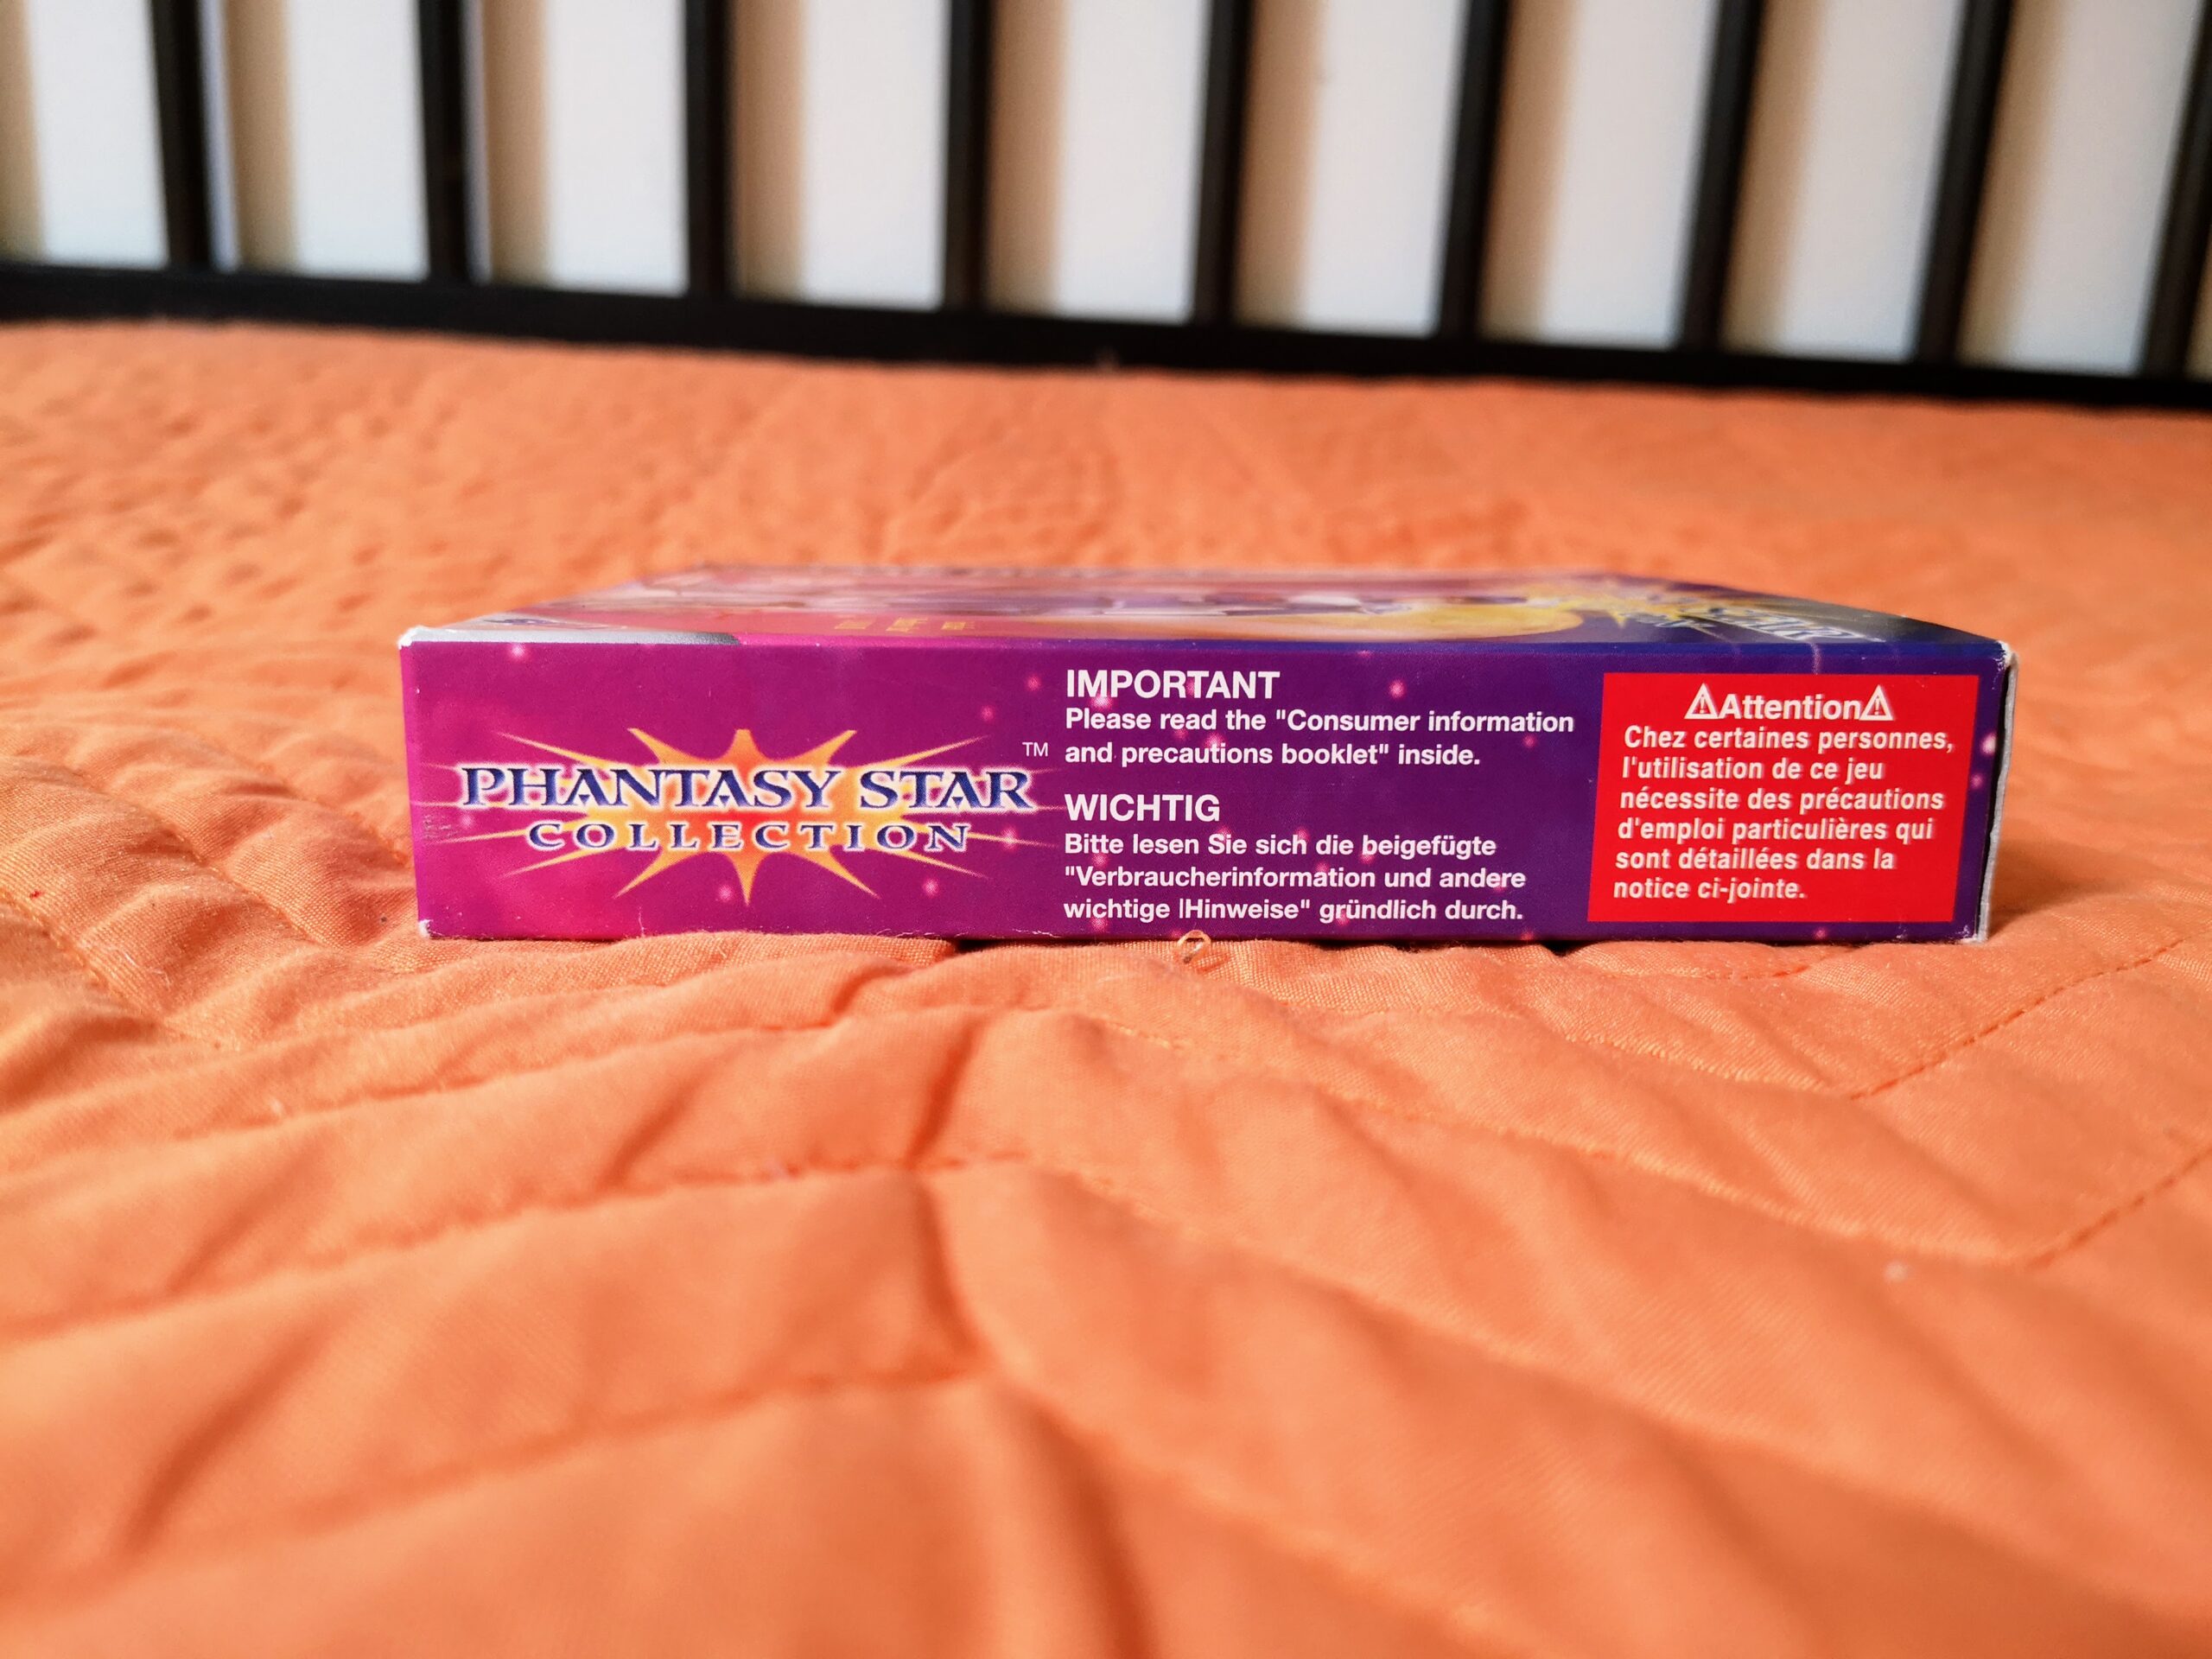 PHANTASY STAR
COLLECTION
™
IMPORTANT
Please read the "Consumer information
and precautions booklet" inside.
WICHTIG
Bitte lesen Sie sich die beigefügte
"Verbraucherinformation und andere
wichtige |Hinweise" gründlich durch.
⚠Attention⚠
Chez certaines personnes,
l'utilisation de ce jeu
nécessite des précautions
d'emploi particulières qui
sont détaillées dans la
notice ci-jointe.